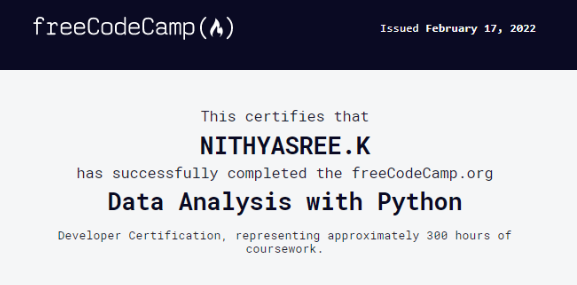 freeCodeCamp(🔥)
Issued February 17, 2022
This certifies that
NITHYASREE.K
has successfully completed the freeCodeCamp.org
Data Analysis with Python
Developer Certification, representing approximately 300 hours of
coursework.